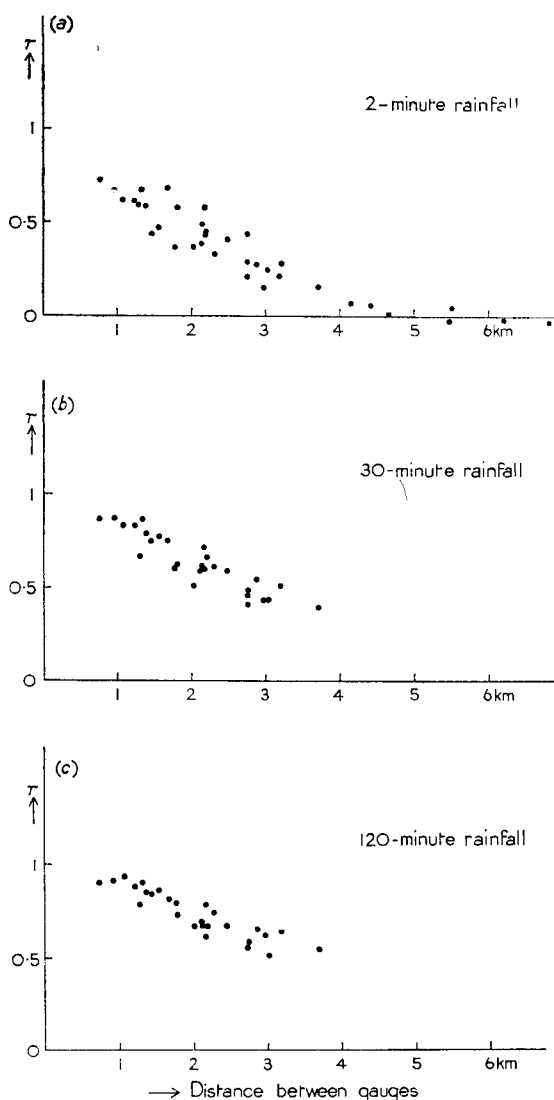 (a)
τ
2-minute rainfall
1
0·5
0
1 2 3 4 5 6km
(b)
τ
30-minute rainfall
1
0·5
0
1 2 3 4 5 6km
(c)
τ
120-minute rainfall
1
0·5
0
1 2 3 4 5 6km
→ Distance between gauges